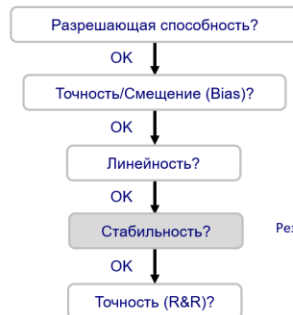 Разрешающая способность?
OK
Точность/Смещение (Bias)?
OK
Линейность?
OK
Стабильность?
OK
Точность (R&R)?